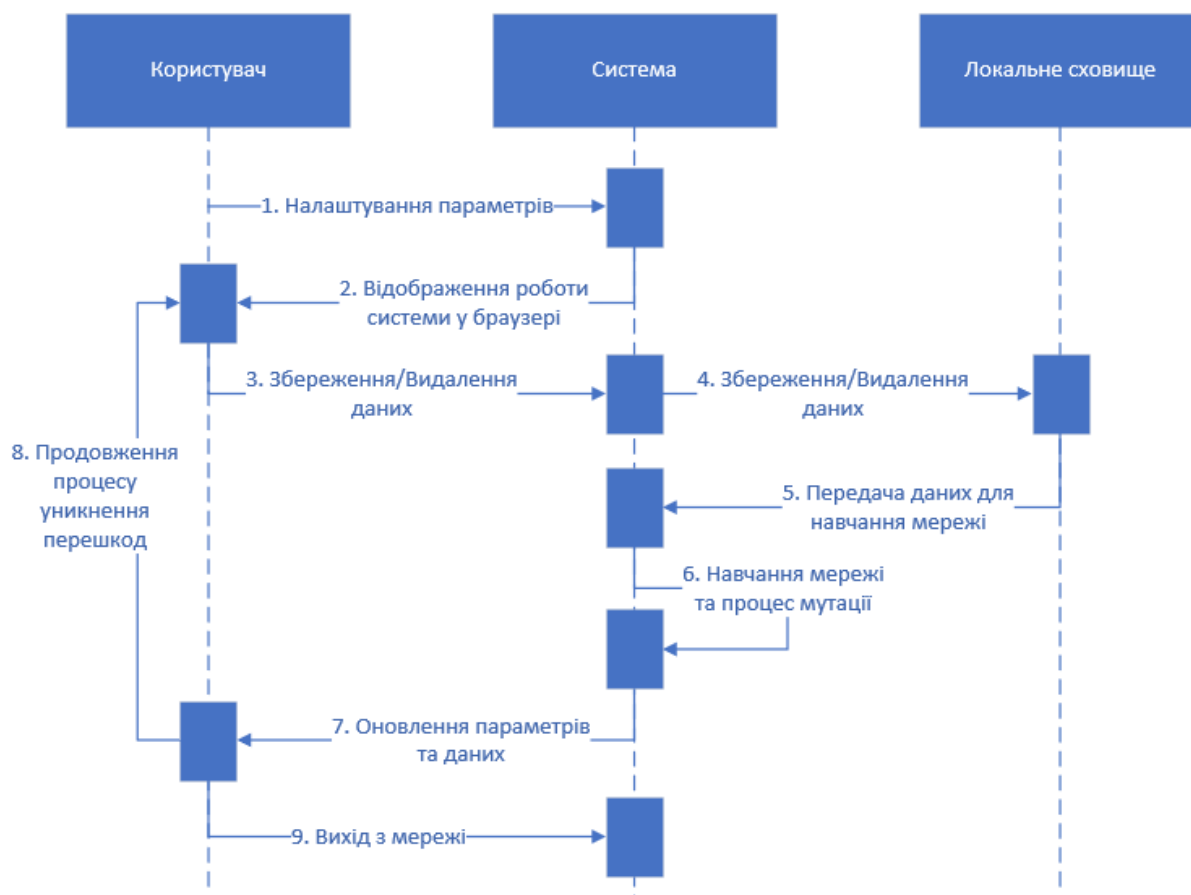 Користувач
Система
Локальне сховище
1. Налаштування параметрів
2. Відображення роботи
системи у браузері
3. Збереження/Видалення
даних
4. Збереження/Видалення
даних
8. Продовження
процесу
уникнення
перешкод
5. Передача даних для
навчання мережі
6. Навчання мережі
та процес мутації
7. Оновлення параметрів
та даних
9. Вихід з мережі